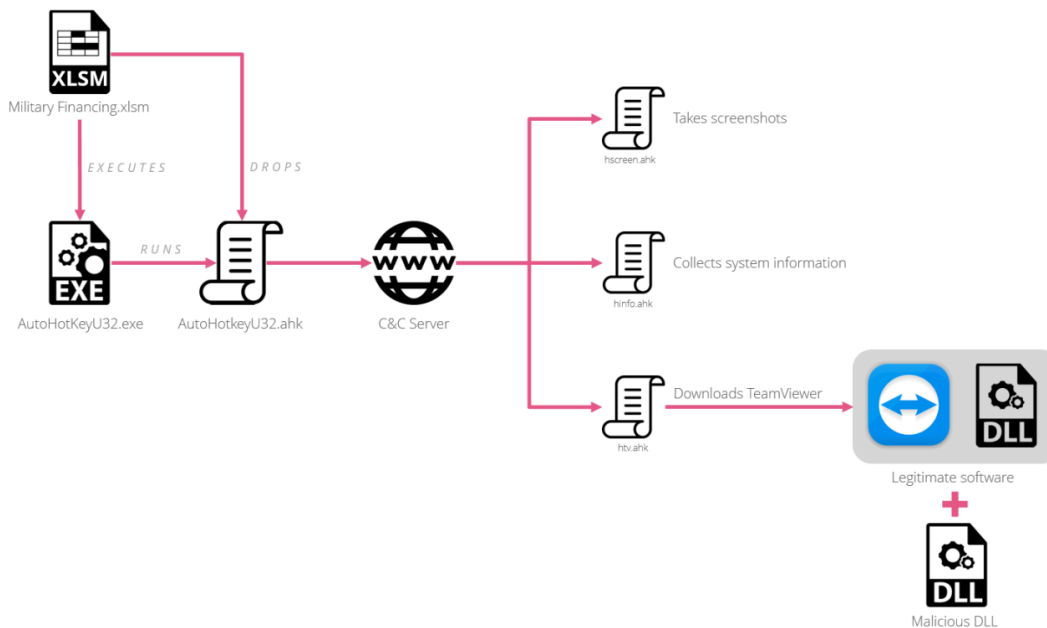 XLSM
Military Financing.xlsm
EXECUTES
DROPS
EXE
AutoHotKeyU32.exe
RUNS
AutoHotkeyU32.ahk
WWW
C&C Server
hscreen.ahk
Takes screenshots
hinfo.ahk
Collects system information
htv.ahk
Downloads TeamViewer
DLL
Legitimate software
DLL
Malicious DLL